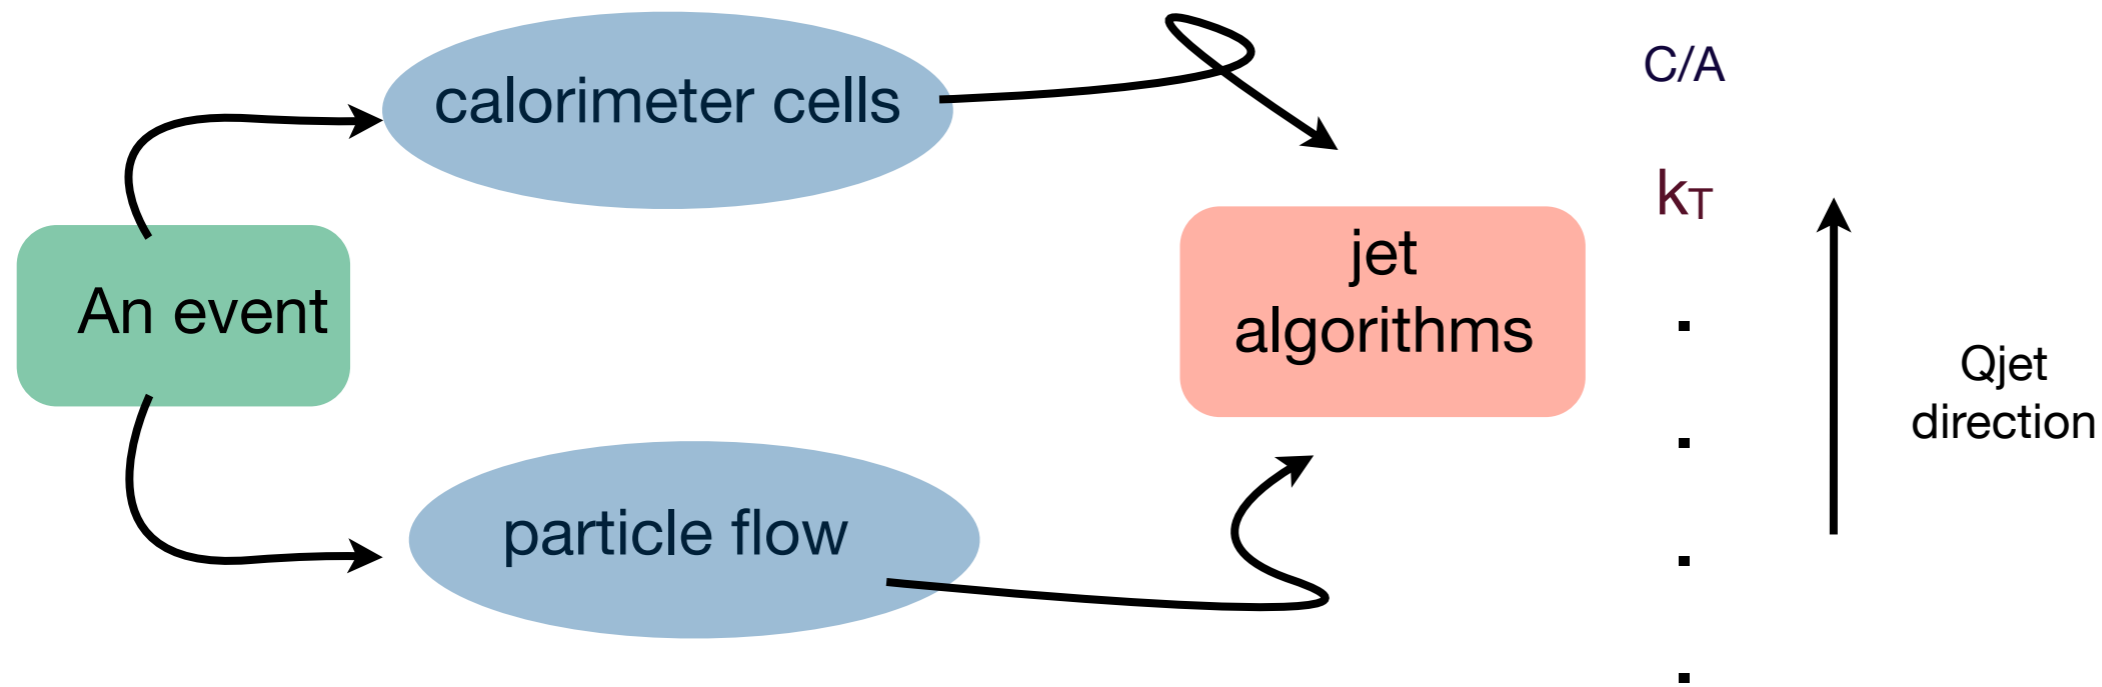 calorimeter cells
C/A
kT
An event
jet
algorithms
Qjet
direction
particle flow